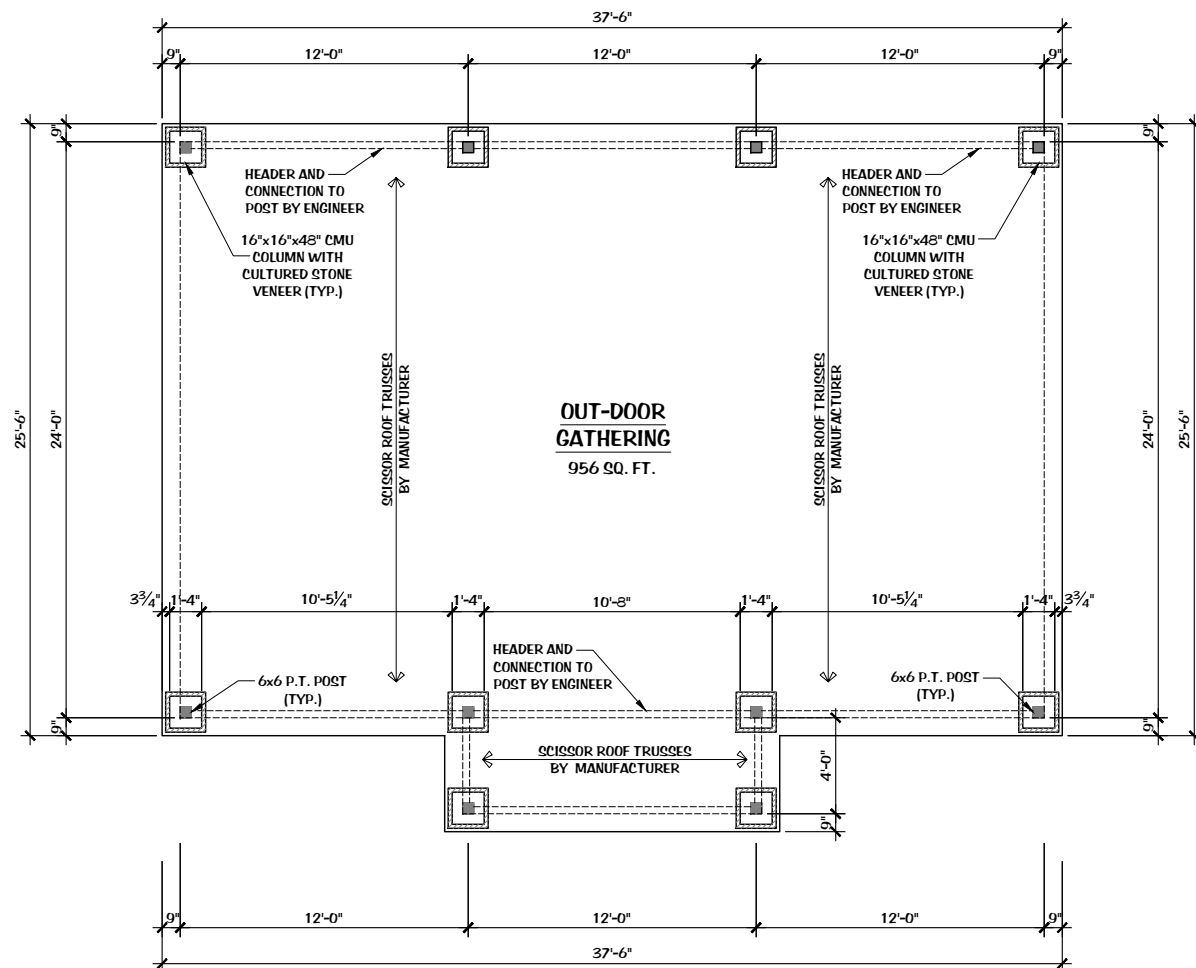 37'-6"
9" 12'-0" 12'-0" 12'-0" 9"
9" 9"
HEADER AND
CONNECTION TO
POST BY ENGINEER
HEADER AND
CONNECTION TO
POST BY ENGINEER
16"x16"x48" CMU
COLUMN WITH
CULTURED STONE
VENEER (TYP.)
16"x16"x48" CMU
COLUMN WITH
CULTURED STONE
VENEER (TYP.)
25'-6"
24'-0"
SCISSOR ROOF TRUSSES
BY MANUFACTURER
OUT-DOOR
GATHERING
956 SQ. FT.
SCISSOR ROOF TRUSSES
BY MANUFACTURER
24'-0"
25'-6"
3¾" 1'-4" 10'-5¼" 1'-4" 10'-8" 1'-4" 10'-5¼" 1'-4" 3¾"
HEADER AND
CONNECTION TO
POST BY ENGINEER
6x6 P.T. POST
(TYP.)
6x6 P.T. POST
(TYP.)
9" 9"
SCISSOR ROOF TRUSSES
BY MANUFACTURER
4'-0"
9"
9" 12'-0" 12'-0" 12'-0" 9"
37'-6"